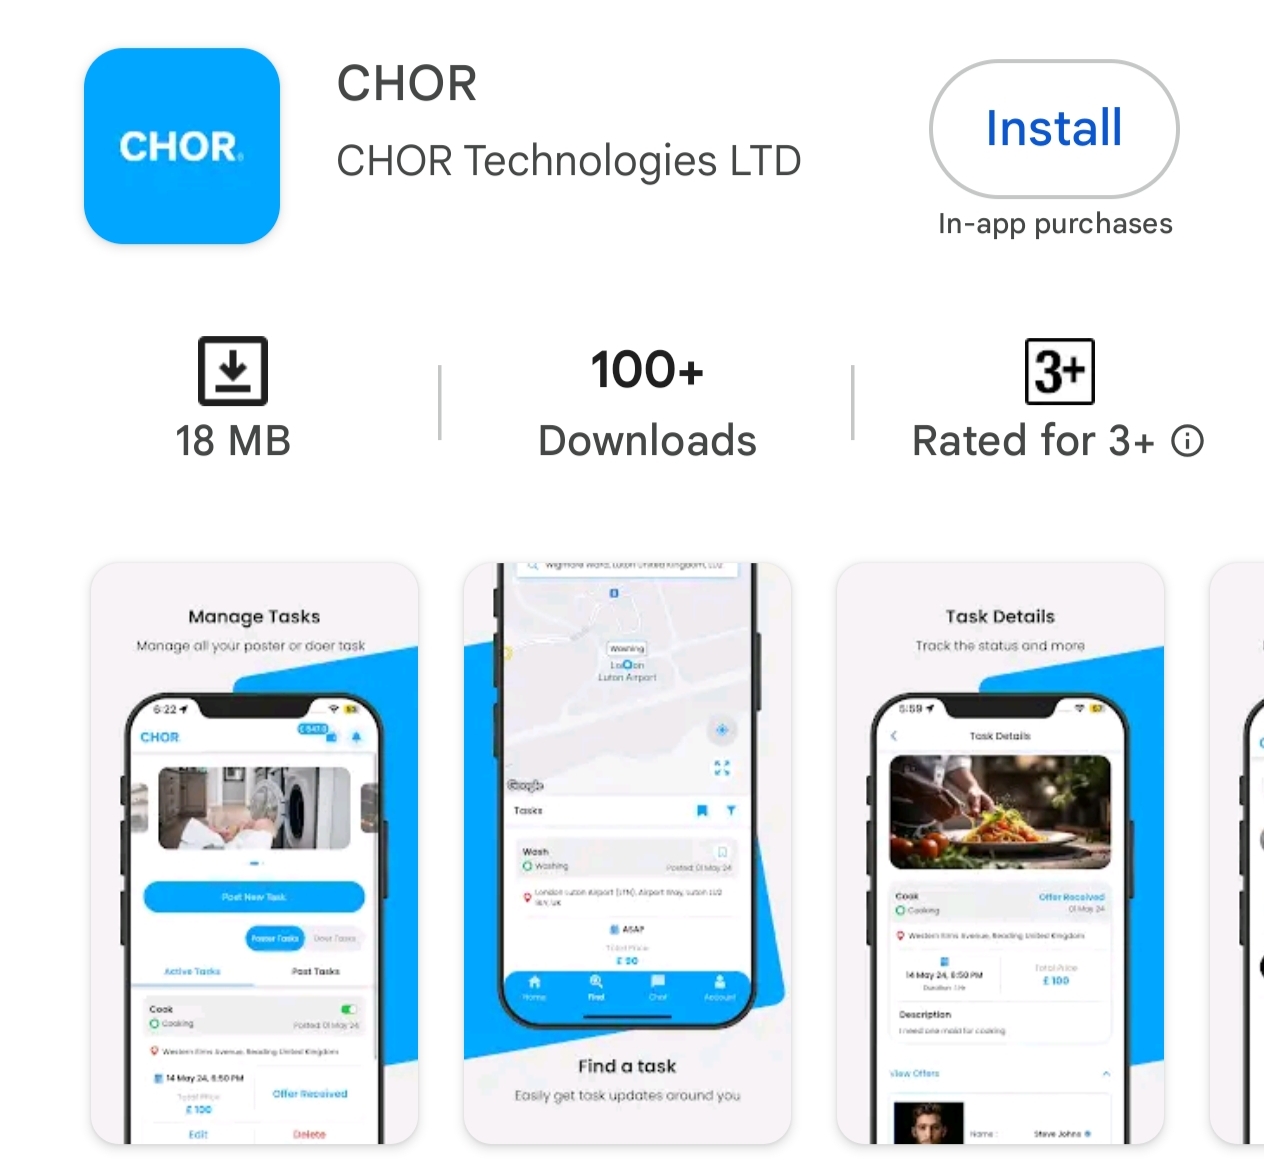 CHOR
CHOR
CHOR Technologies LTD
Install
In-app purchases
18 MB
100+
Downloads
3+
Rated for 3+
Manage Tasks
Manage all your poster or doer task
6:22
53
CHOR
Post New Task
Poster Tasks
Doer Tasks
Active Tasks
Past Tasks
Cook
Cooking
Posted: 01 May 24
Western Elms Avenue, Reading United Kingdom
14 May 24, 6:50 PM
Total Price
£ 100
Offer Received
Edit
Delete
Wigmore Ward, Luton United Kingdom, LU2
Washing
London
Luton Airport
Google
Tasks
Wash
Washing
Posted: 01 May 24
London Luton Airport (LTN), Airport Way, Luton LU2
ASAP
Total Price
£ 90
Home
Find
Chat
Account
Find a task
Easily get task updates around you
Task Details
Track the status and more
5:59
57
Task Details
Cook
Offer Received
Cooking
01 May 24
Western Elms Avenue, Reading United Kingdom
14 May 24, 6:50 PM
Duration: 1 Hr
Total Price
£ 100
Description
I need one maid for cooking
View Offers
Name :
Steve Johns